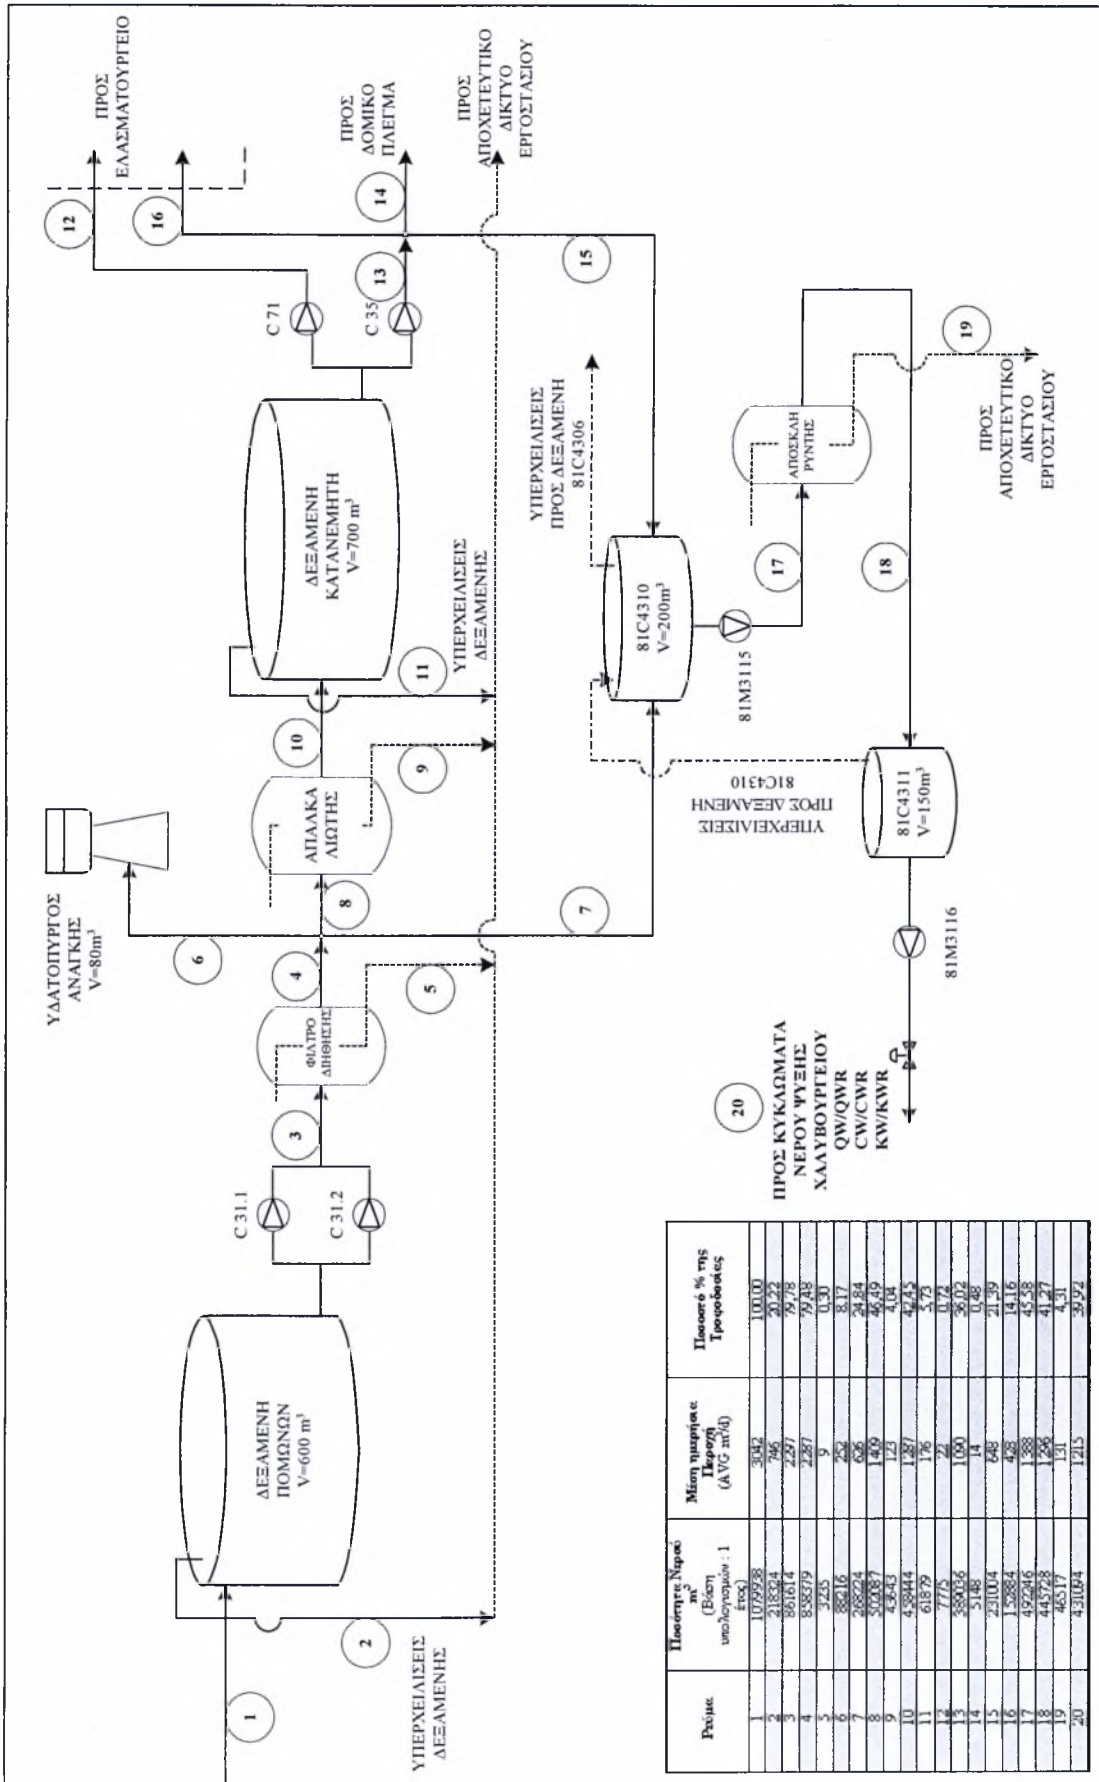 1
2
ΥΠΕΡΧΕΙΛΙΣΕΙΣ
ΔΕΞΑΜΕΝΗΣ
ΔΕΞΑΜΕΝΗ
ΠΟΜΩΝΩΝ
V=600 m³
C 31.1
C 31.2
3
ΦΙΛΤΡΟ
ΔΙΗΘΗΣΗΣ
4
5
6
ΥΔΑΤΟΠΥΡΓΟΣ
ΑΝΑΓΚΗΣ
V=80m³
7
8
ΑΠΑΛΚΑ
ΛΙΩΤΗΣ
9
10
11
ΥΠΕΡΧΕΙΛΙΣΕΙΣ
ΔΕΞΑΜΕΝΗΣ
ΔΕΞΑΜΕΝΗ
ΚΑΤΑΝΕΜΗΤΗ
V=700 m³
C 71
C 35
12
ΠΡΟΣ
ΕΛΑΣΜΑΤΟΥΡΓΕΙΟ
16
13
14
ΠΡΟΣ
ΔΟΜΙΚΟ
ΠΛΕΓΜΑ
ΠΡΟΣ
ΑΠΟΧΕΤΕΥΤΙΚΟ
ΔΙΚΤΥΟ
ΕΡΓΟΣΤΑΣΙΟΥ
15
ΥΠΕΡΧΕΙΛΙΣΕΙΣ
ΠΡΟΣ ΔΕΞΑΜΕΝΗ
81C4306
81C4310
V=200m³
81M3115
17
ΑΠΟΣΚΛΗ
ΡΥΝΤΗΣ
18
19
ΠΡΟΣ
ΑΠΟΧΕΤΕΥΤΙΚΟ
ΔΙΚΤΥΟ
ΕΡΓΟΣΤΑΣΙΟΥ
ΥΠΕΡΧΕΙΛΙΣΕΙΣ
ΠΡΟΣ ΔΕΞΑΜΕΝΗ
81C4310
81C4311
V=150m³
81M3116
20
ΠΡΟΣ ΚΥΚΛΩΜΑΤΑ
ΝΕΡΟΥ ΨΥΞΗΣ
ΧΑΛΥΒΟΥΡΓΕΙΟΥ
QW/QWR
CW/CWR
KW/KWR
Ρεύμα
Ποσότητα Νερού
m³
(Βάση
υπολογισμών : 1
έτος)
Μέση ημερήσια
Παροχή
(AVG m³/d)
Ποσοστό % της
Τροφοδοσίας
1 1079938 3042 100,00
2 218324 746 20,22
3 861614 2297 79,78
4 858379 2287 79,48
5 3235 9 0,30
6 88216 252 8,17
7 268224 626 24,84
8 502087 1409 46,49
9 43643 123 4,04
10 458444 1287 42,45
11 61879 176 5,73
12 7775 22 0,72
13 389036 1090 36,02
14 5148 14 0,48
15 231004 648 21,39
16 152884 428 14,16
17 492246 1388 45,58
18 445728 1296 41,27
19 46517 131 4,31
20 431094 1215 39,92